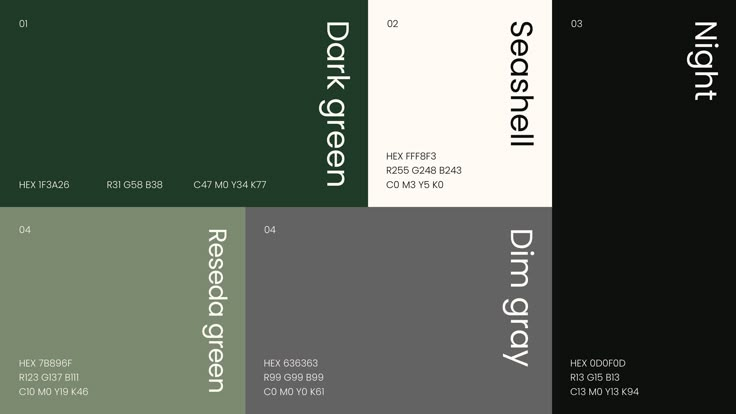 01
Dark green
HEX 1F3A26
R31 G58 B38
C47 M0 Y34 K77
02
Seashell
HEX FFF8F3
R255 G248 B243
C0 M3 Y5 K0
03
Night
HEX 0D0F0D
R13 G15 B13
C13 M0 Y13 K94
04
Reseda green
HEX 7B896F
R123 G137 B111
C10 M0 Y19 K46
04
Dim gray
HEX 636363
R99 G99 B99
C0 M0 Y0 K61